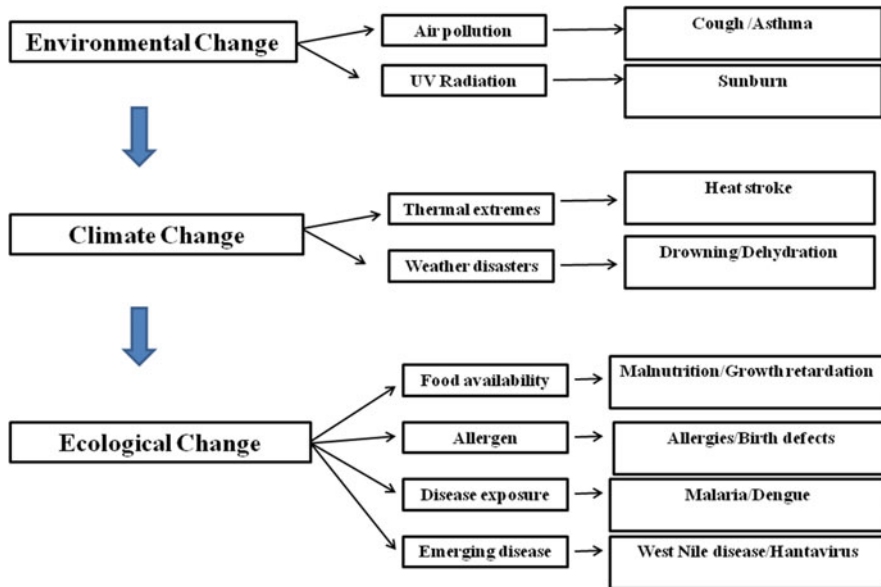 Environmental Change
Air pollution
Cough /Asthma
UV Radiation
Sunburn
Climate Change
Thermal extremes
Heat stroke
Weather disasters
Drowning/Dehydration
Ecological Change
Food availability
Malnutrition/Growth retardation
Allergen
Allergies/Birth defects
Disease exposure
Malaria/Dengue
Emerging disease
West Nile disease/Hantavirus